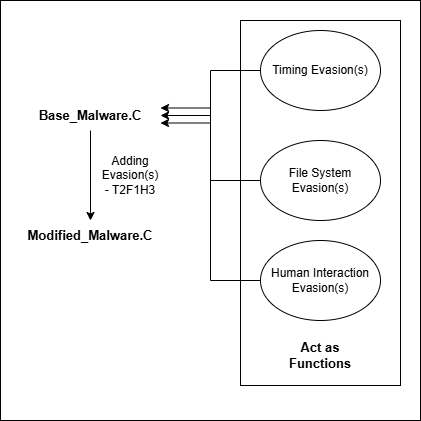 Timing Evasion(s)
Base_Malware.C
Adding
Evasion(s)
- T2F1H3
File System
Evasion(s)
Modified_Malware.C
Human Interaction
Evasion(s)
Act as
Functions